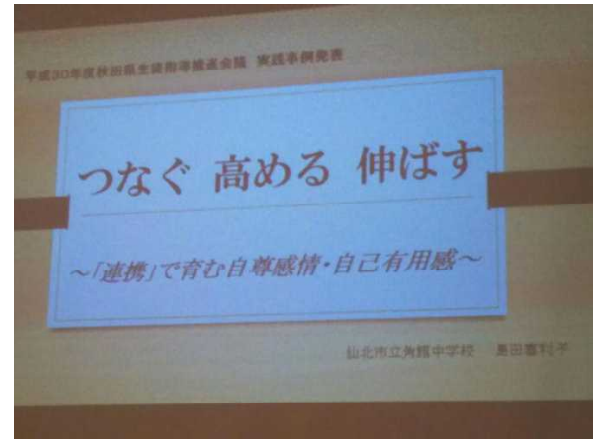 平成30年度秋田県生徒指導推進会議 実践事例発表
つなぐ 高める 伸ばす
～「連携」で育む自尊感情・自己有用感～
仙北市立角館中学校 島田